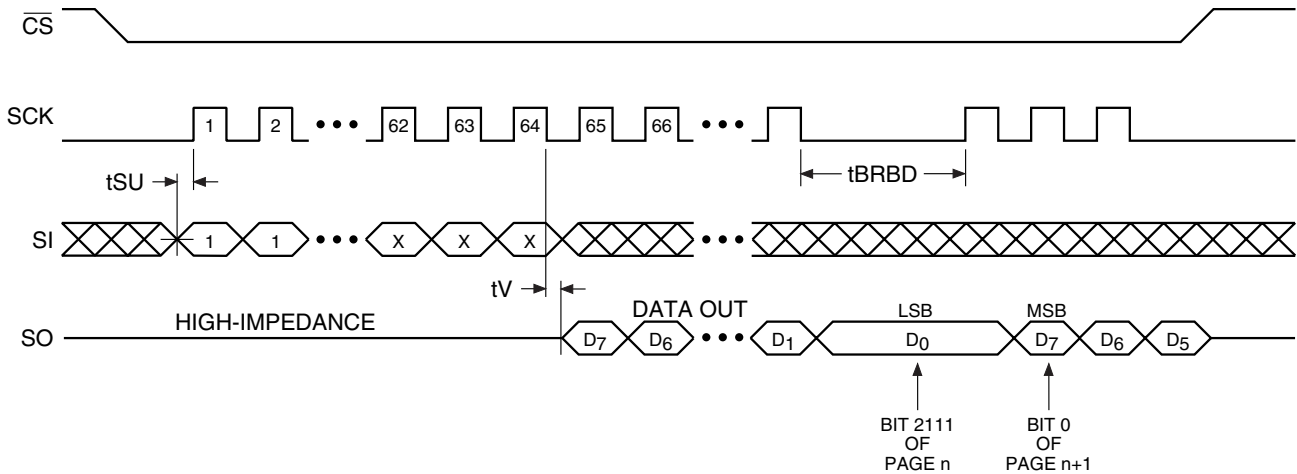 CS
SCK
1 2 ••• 62 63 64 65 66 •••
tSU
tBRBD
SI
1 1 ••• X X X •••
tV
HIGH-IMPEDANCE
DATA OUT
LSB
MSB
SO
D7 D6 ••• D1 D0 D7 D6 D5
BIT 2111
OF
PAGE n
BIT 0
OF
PAGE n+1